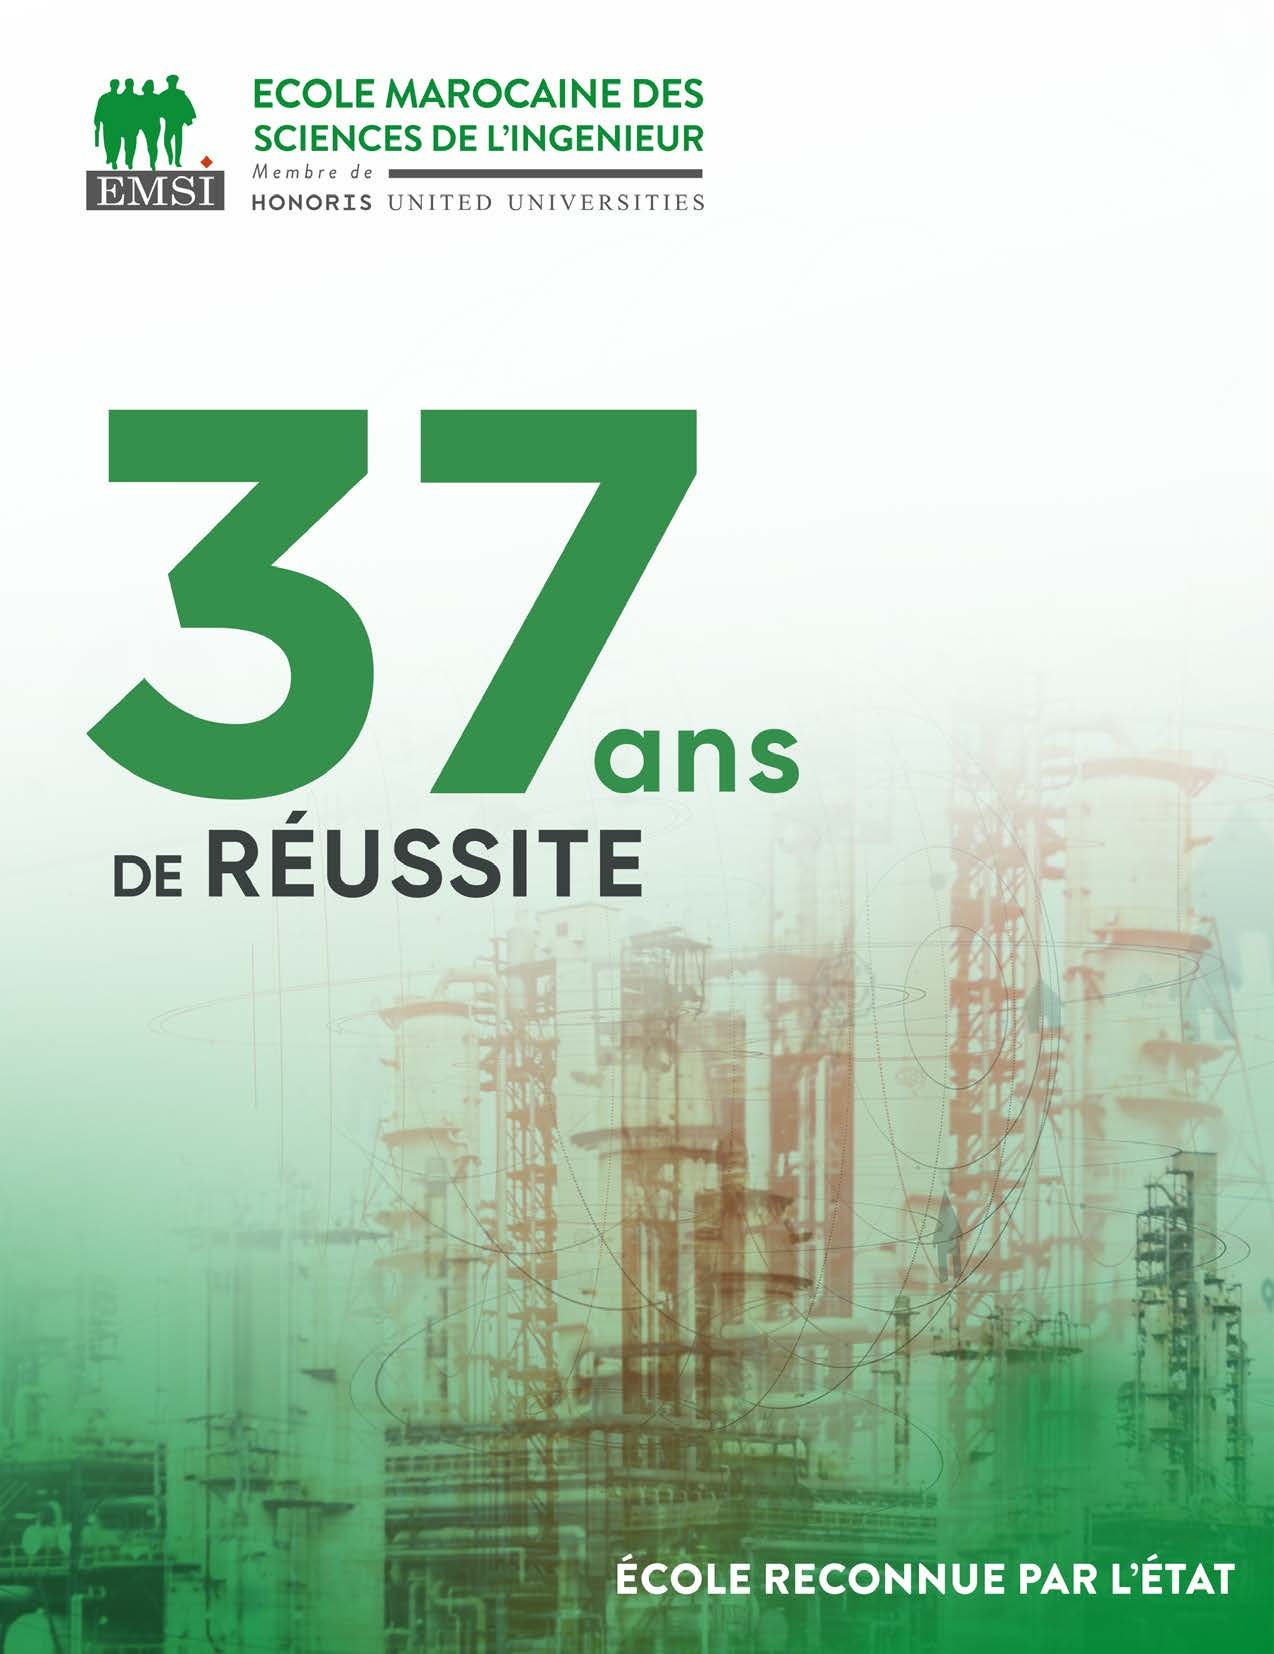 ECOLE MAROCAINE DES
SCIENCES DE L'INGENIEUR
Membre de
EMSI
HONORIS UNITED UNIVERSITIES
37 ans
DE RÉUSSITE
ÉCOLE RECONNUE PAR L'ÉTAT